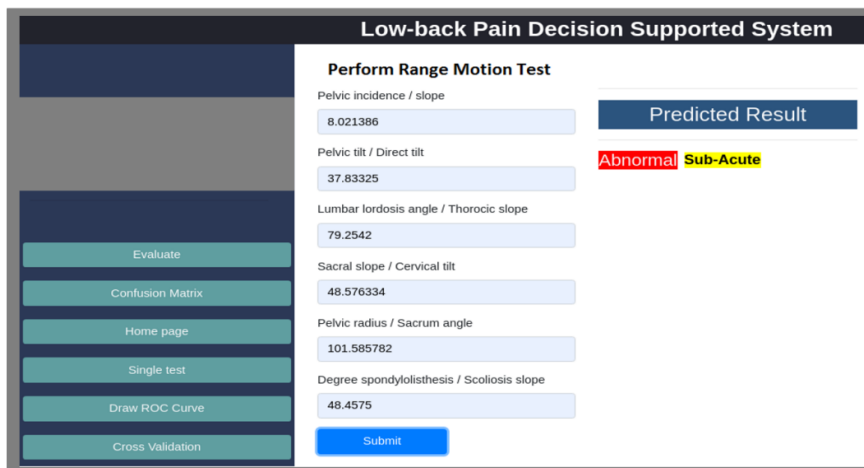 Low-back Pain Decision Supported System
Evaluate
Confusion Matrix
Home page
Single test
Draw ROC Curve
Cross Validation
Perform Range Motion Test
Pelvic incidence / slope
8.021386
Pelvic tilt / Direct tilt
37.83325
Lumbar lordosis angle / Thorocic slope
79.2542
Sacral slope / Cervical tilt
48.576334
Pelvic radius / Sacrum angle
101.585782
Degree spondylolisthesis / Scoliosis slope
48.4575
Submit
Predicted Result
Abnormal Sub-Acute